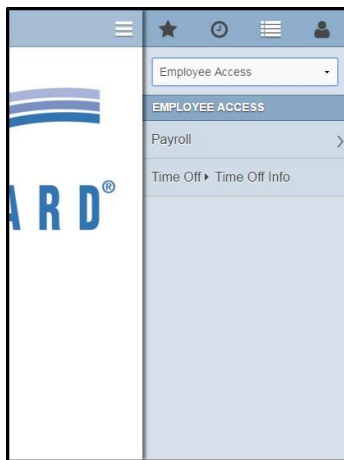 Employee Access
EMPLOYEE ACCESS
Payroll
Time Off ▸ Time Off Info
ARD®